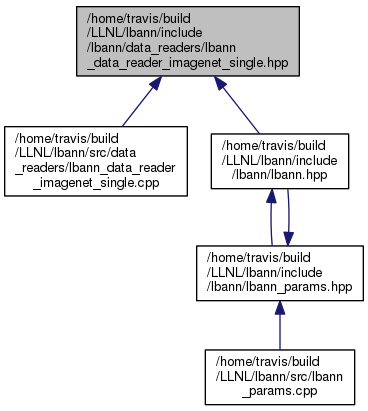 /home/travis/build
/LLNL/lbann/include
/lbann/data_readers/lbann
_data_reader_imagenet_single.hpp
/home/travis/build
/LLNL/lbann/src/data
_readers/lbann_data_reader
_imagenet_single.cpp
/home/travis/build
/LLNL/lbann/include
/lbann/lbann.hpp
/home/travis/build
/LLNL/lbann/include
/lbann/lbann_params.hpp
/home/travis/build
/LLNL/lbann/src/lbann
_params.cpp